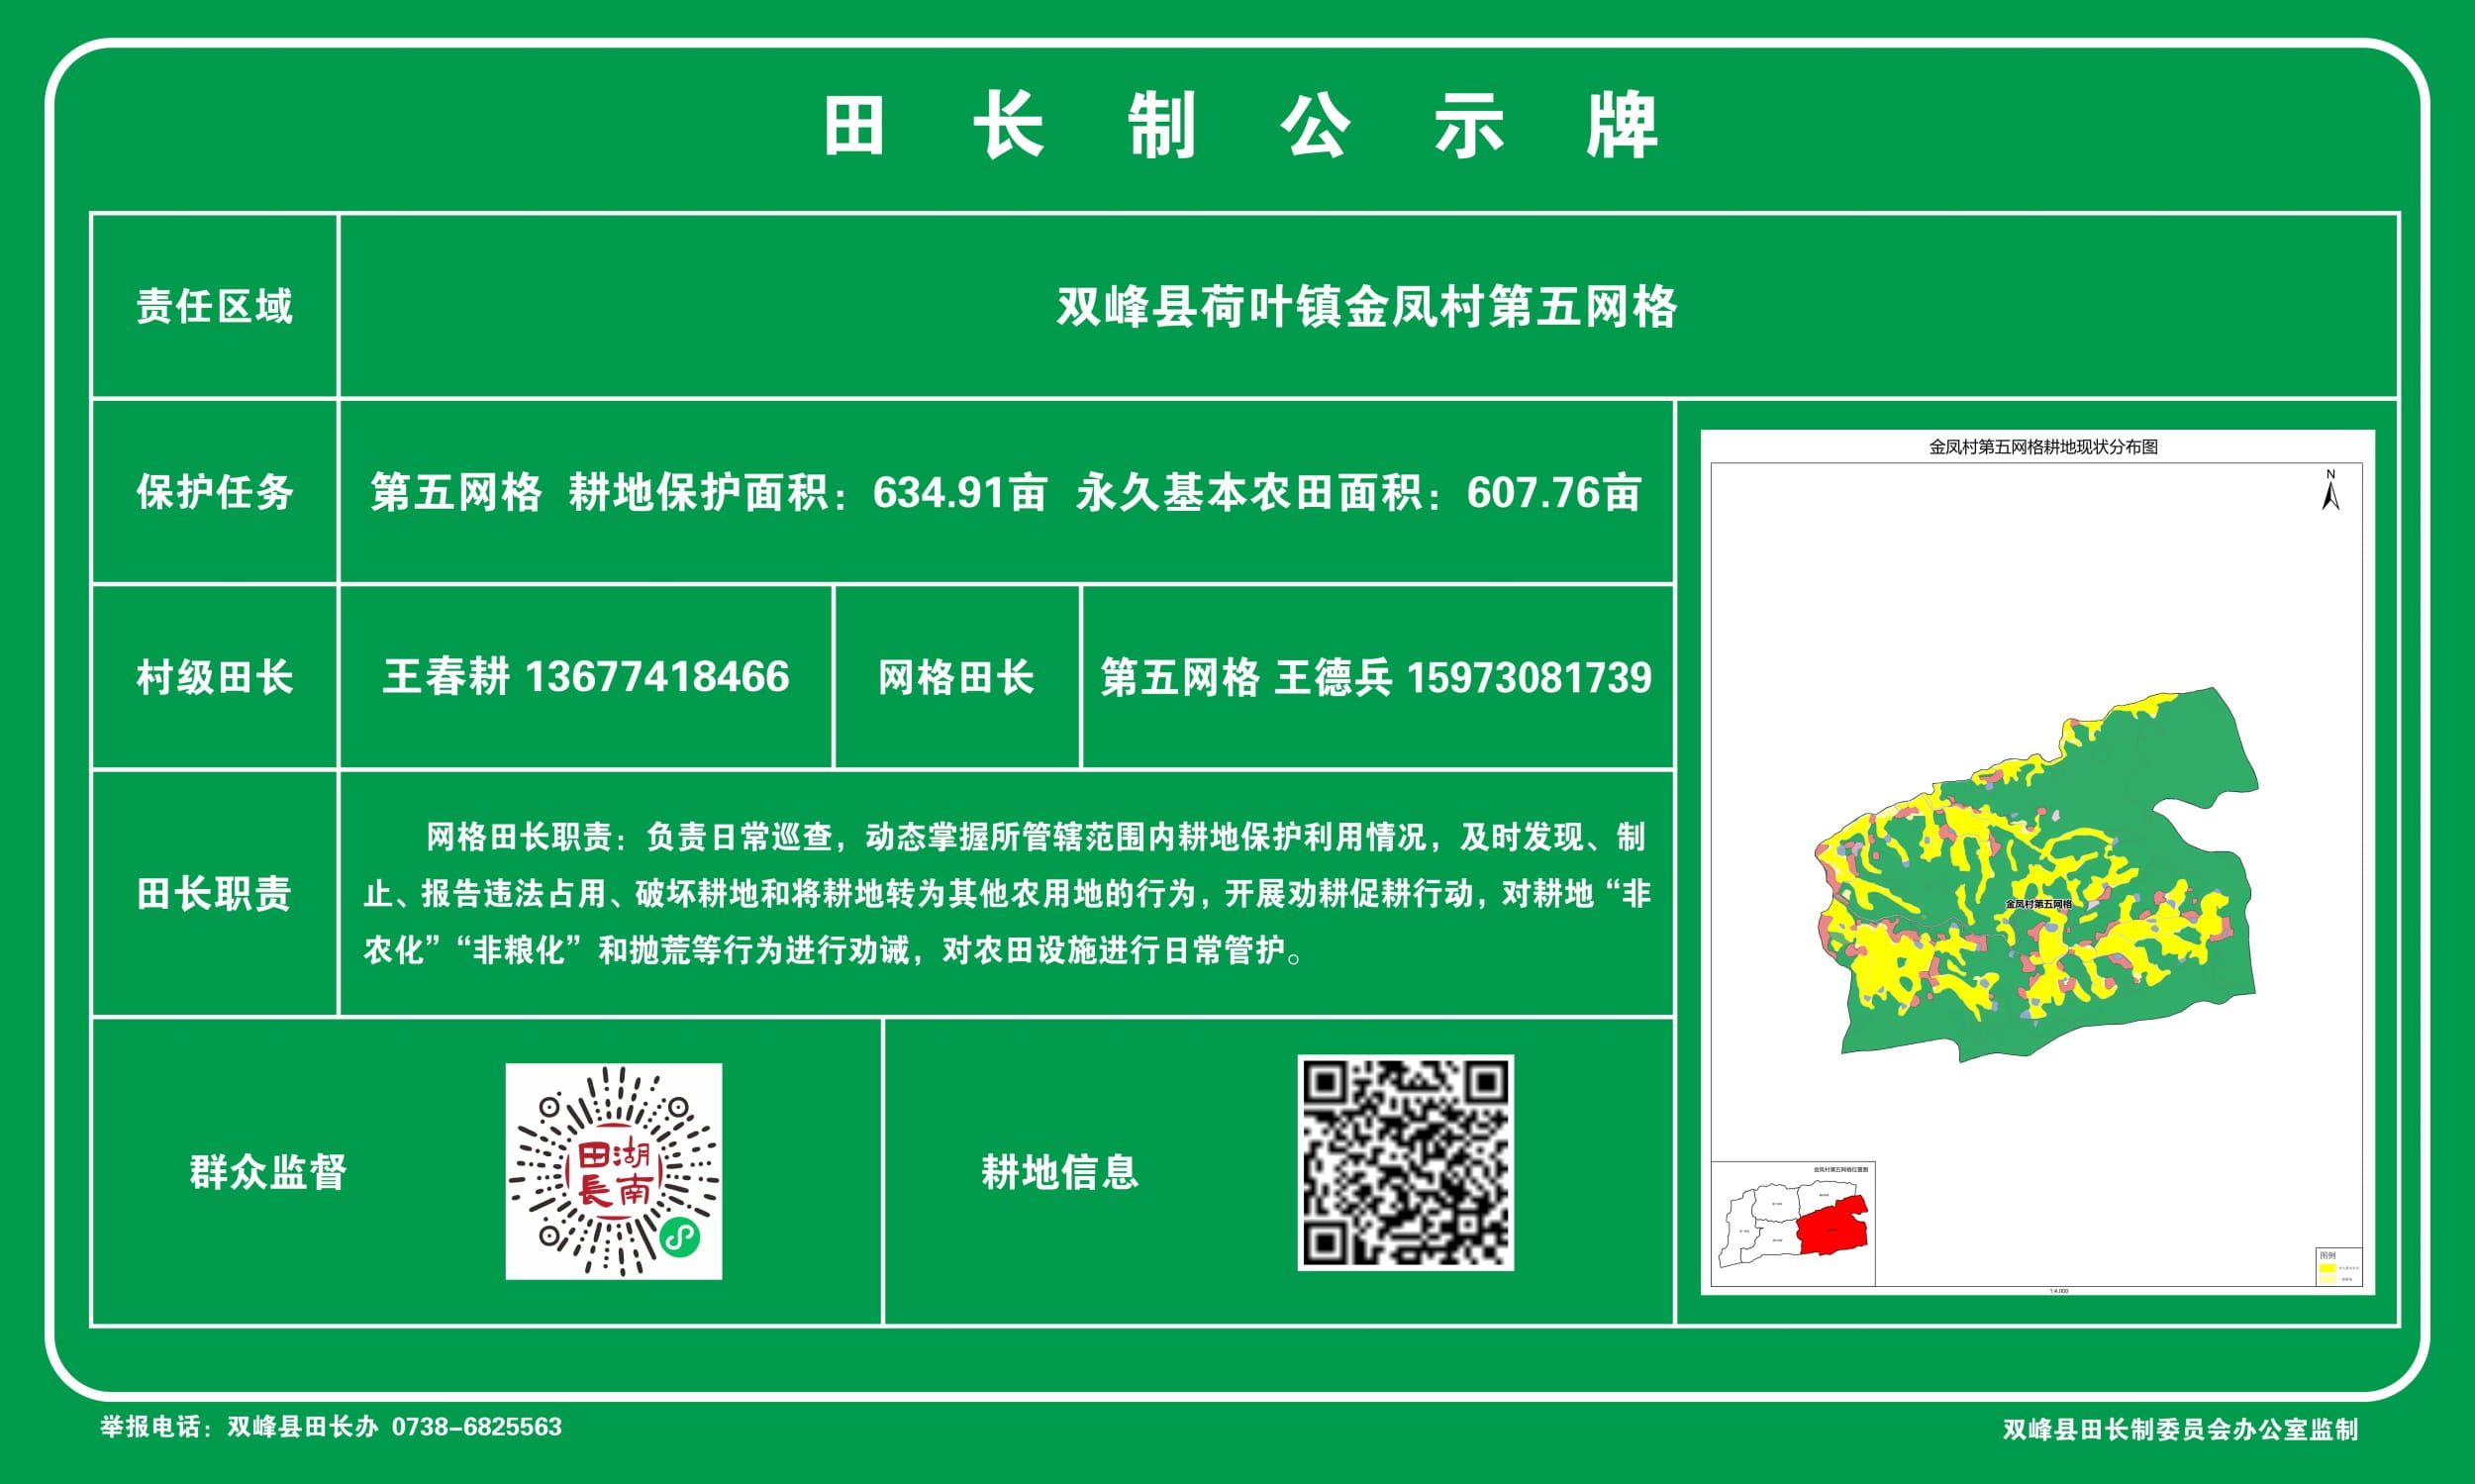 田长制公示牌
责任区域
双峰县荷叶镇金凤村第五网格
保护任务
第五网格 耕地保护面积：634.91亩 永久基本农田面积：607.76亩
村级田长
王春耕 13677418466
网格田长
第五网格 王德兵 15973081739
田长职责
网格田长职责：负责日常巡查，动态掌握所管辖范围内耕地保护利用情况，及时发现、制
止、报告违法占用、破坏耕地和将耕地转为其他农用地的行为，开展劝耕促耕行动，对耕地“非
农化”“非粮化”和抛荒等行为进行劝诫，对农田设施进行日常管护。
群众监督
湖南田長
耕地信息
金凤村第五网格耕地现状分布图
N
金凤村第五网格
金凤村第五网格位置图
图例
1:4,000
举报电话：双峰县田长办 0738-6825563
双峰县田长制委员会办公室监制